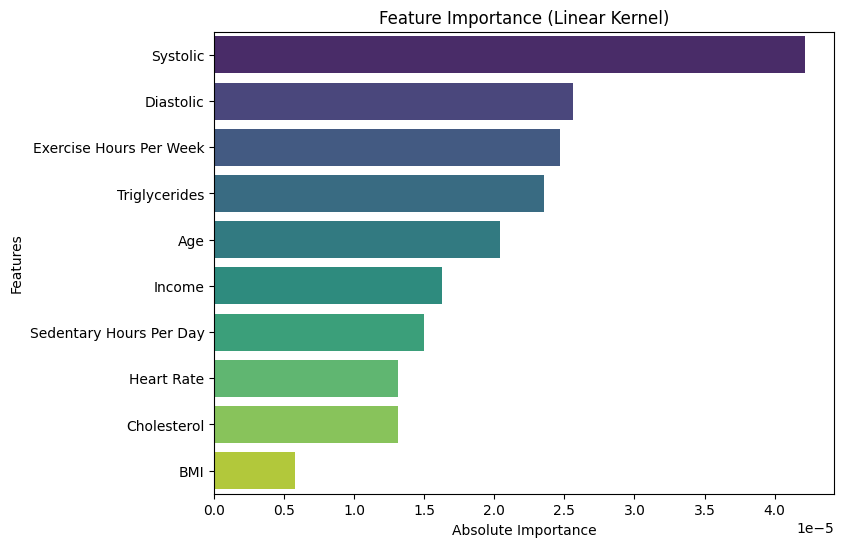 Feature Importance (Linear Kernel)
Features
Systolic
Diastolic
Exercise Hours Per Week
Triglycerides
Age
Income
Sedentary Hours Per Day
Heart Rate
Cholesterol
BMI
0.0 0.5 1.0 1.5 2.0 2.5 3.0 3.5 4.0
1e−5
Absolute Importance